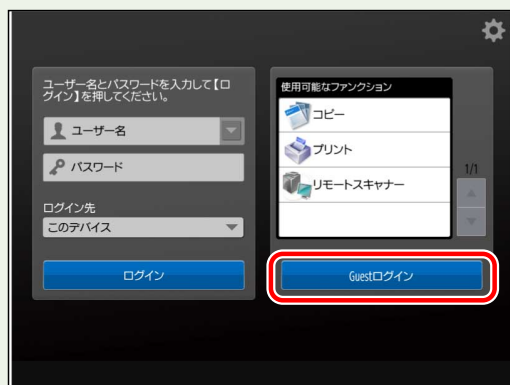 ユーザー名とパスワードを入力して【ロ
グイン】を押してください。
ユーザー名
パスワード
ログイン先
このデバイス
ログイン
使用可能なファンクション
コピー
プリント
リモートスキャナー
1/1
Guestログイン